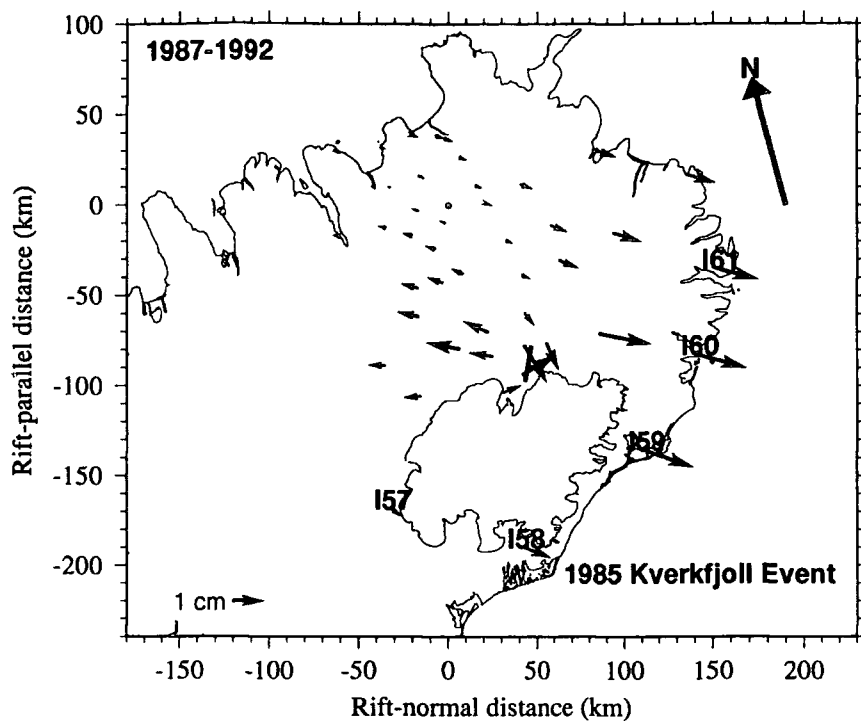 100
1987-1992
N
50
0
I61
-50
I60
-100
I59
-150
I57
I58
-200
1985 Kverkfjoll Event
1 cm
-150 -100 -50 0 50 100 150 200
Rift-normal distance (km)
Rift-parallel distance (km)